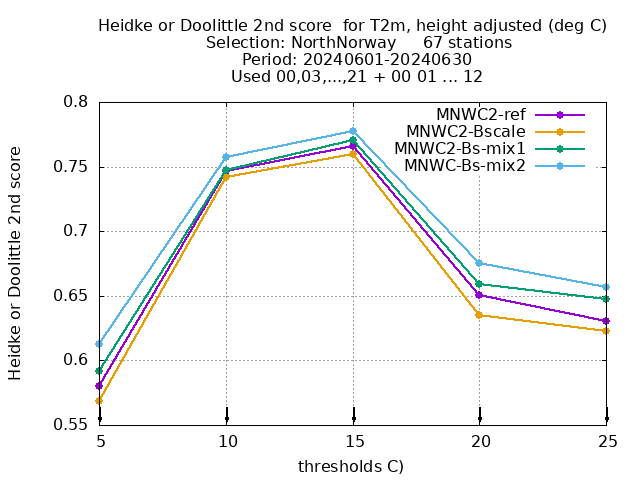 Heidke or Doolittle 2nd score  for T2m, height adjusted (deg C)
Selection: NorthNorway     67 stations
Period: 20240601-20240630
Used 00,03,...,21 + 00 01 ... 12
MNWC2-ref
MNWC2-Bscale
MNWC2-Bs-mix1
MNWC-Bs-mix2
Heidke or Doolittle 2nd score
0.8
0.75
0.7
0.65
0.6
0.55
5 10 15 20 25
thresholds C)